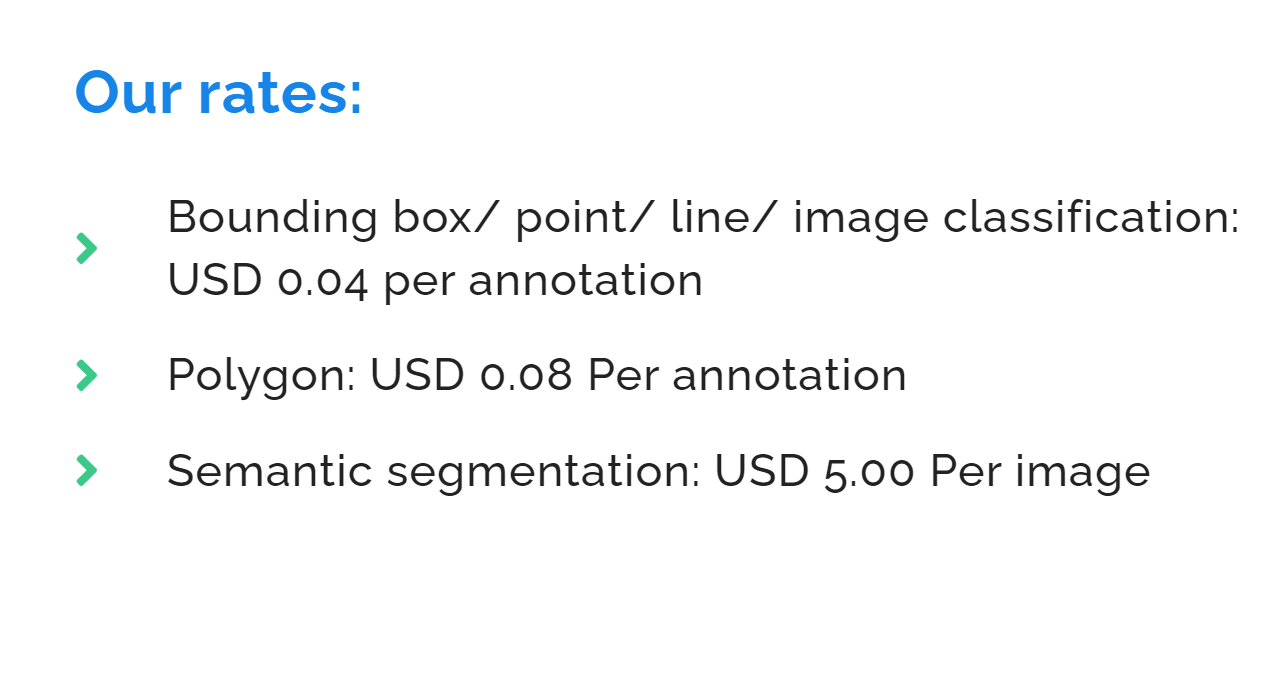 Our rates:
Bounding box/ point/ line/ image classification:
USD 0.04 per annotation
Polygon: USD 0.08 Per annotation
Semantic segmentation: USD 5.00 Per image